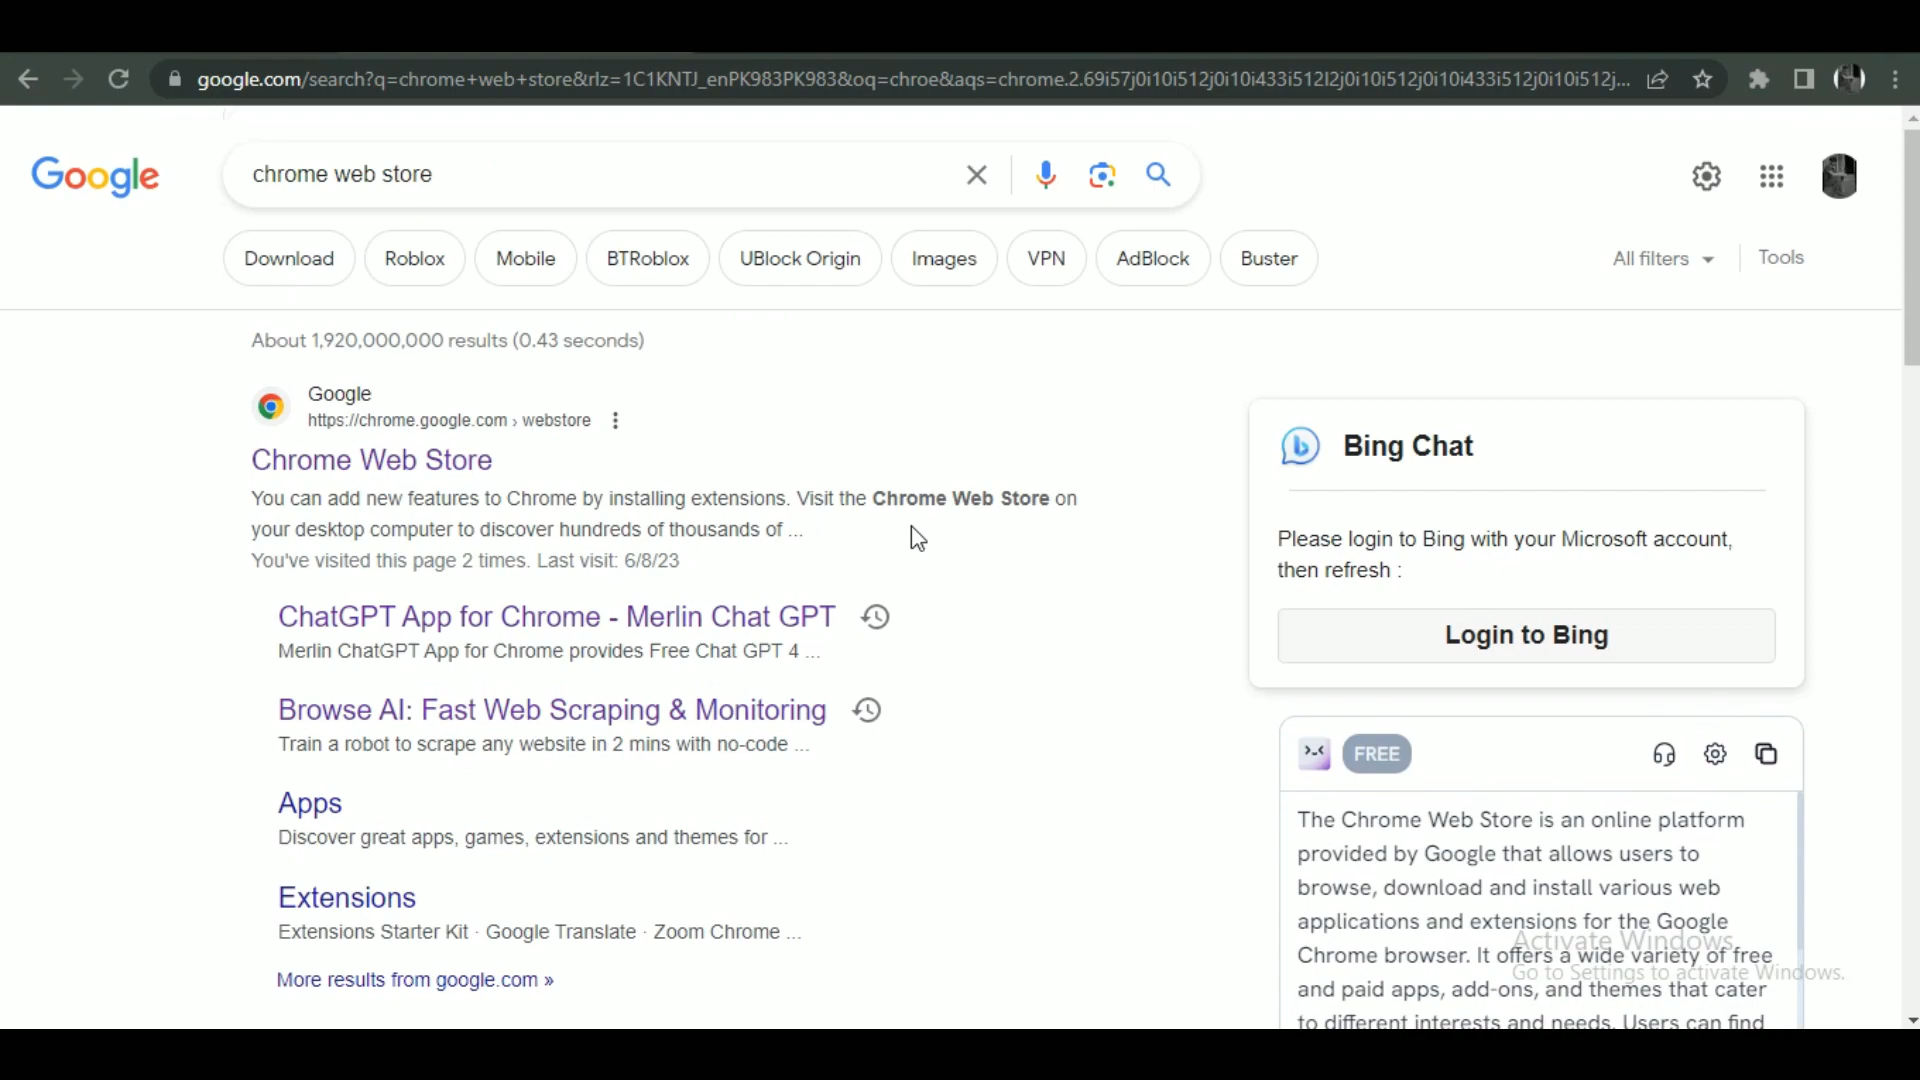 google.com/search?q=chrome+web+store&rlz=1C1KNTJ_enPK983PK983&oq=chroe&aqs=chrome.2.69i57j0i10i512j0i10i433i512l2j0i10i512j0i10i433i512j0i10i512j...
Google
chrome web store
Download
Roblox
Mobile
BTRoblox
UBlock Origin
Images
VPN
AdBlock
Buster
All filters
Tools
About 1,920,000,000 results (0.43 seconds)
Google
https://chrome.google.com › webstore
Chrome Web Store
You can add new features to Chrome by installing extensions. Visit the Chrome Web Store on
your desktop computer to discover hundreds of thousands of ...
You've visited this page 2 times. Last visit: 6/8/23
ChatGPT App for Chrome - Merlin Chat GPT
Merlin ChatGPT App for Chrome provides Free Chat GPT 4 ...
Browse AI: Fast Web Scraping & Monitoring
Train a robot to scrape any website in 2 mins with no-code ...
Apps
Discover great apps, games, extensions and themes for ...
Extensions
Extensions Starter Kit · Google Translate · Zoom Chrome ...
More results from google.com »
Bing Chat
Please login to Bing with your Microsoft account,
then refresh :
Login to Bing
FREE
The Chrome Web Store is an online platform
provided by Google that allows users to
browse, download and install various web
applications and extensions for the Google
Chrome browser. It offers a wide variety of free
and paid apps, add-ons, and themes that cater
to different interests and needs. Users can find
Activate Windows
Go to Settings to activate Windows.